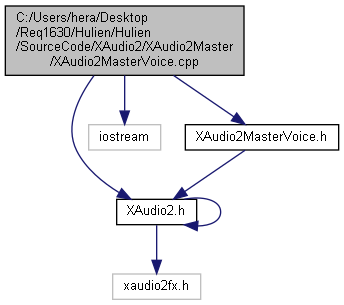 C:/Users/hera/Desktop
/Req1630/Hulien/Hulien
/SourceCode/XAudio2/XAudio2Master
/XAudio2MasterVoice.cpp
iostream
XAudio2MasterVoice.h
XAudio2.h
xaudio2fx.h